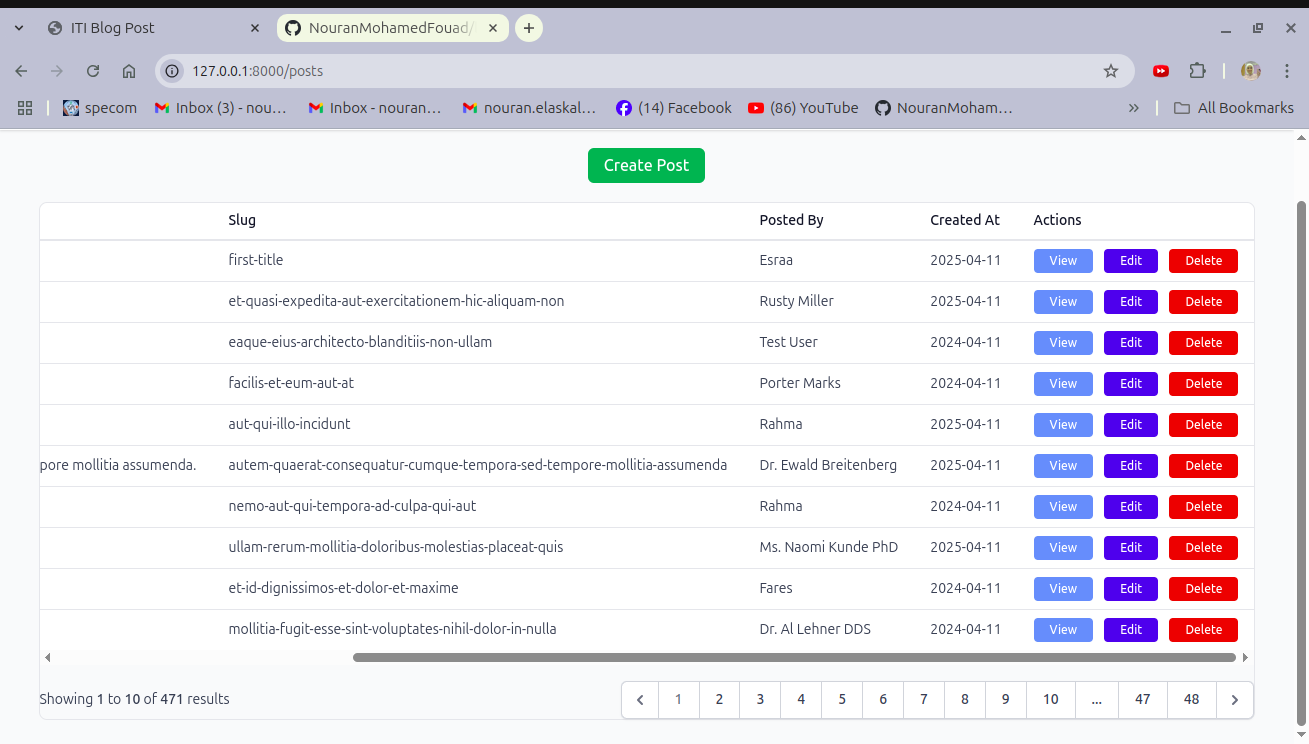 ITI Blog Post
NouranMohamedFouad/
127.0.0.1:8000/posts
specom Inbox (3) - nou... Inbox - nouran... nouran.elaskal... (14) Facebook (86) YouTube NouranMoham... » All Bookmarks
Create Post
Slug Posted By Created At Actions
first-title Esraa 2025-04-11 View Edit Delete
et-quasi-expedita-aut-exercitationem-hic-aliquam-non Rusty Miller 2025-04-11 View Edit Delete
eaque-eius-architecto-blanditiis-non-ullam Test User 2024-04-11 View Edit Delete
facilis-et-eum-aut-at Porter Marks 2024-04-11 View Edit Delete
aut-qui-illo-incidunt Rahma 2025-04-11 View Edit Delete
pore mollitia assumenda. autem-quaerat-consequatur-cumque-tempora-sed-tempore-mollitia-assumenda Dr. Ewald Breitenberg 2025-04-11 View Edit Delete
nemo-aut-qui-tempora-ad-culpa-qui-aut Rahma 2024-04-11 View Edit Delete
ullam-rerum-mollitia-doloribus-molestias-placeat-quis Ms. Naomi Kunde PhD 2025-04-11 View Edit Delete
et-id-dignissimos-et-dolor-et-maxime Fares 2024-04-11 View Edit Delete
mollitia-fugit-esse-sint-voluptates-nihil-dolor-in-nulla Dr. Al Lehner DDS 2024-04-11 View Edit Delete
Showing 1 to 10 of 471 results 1 2 3 4 5 6 7 8 9 10 ... 47 48